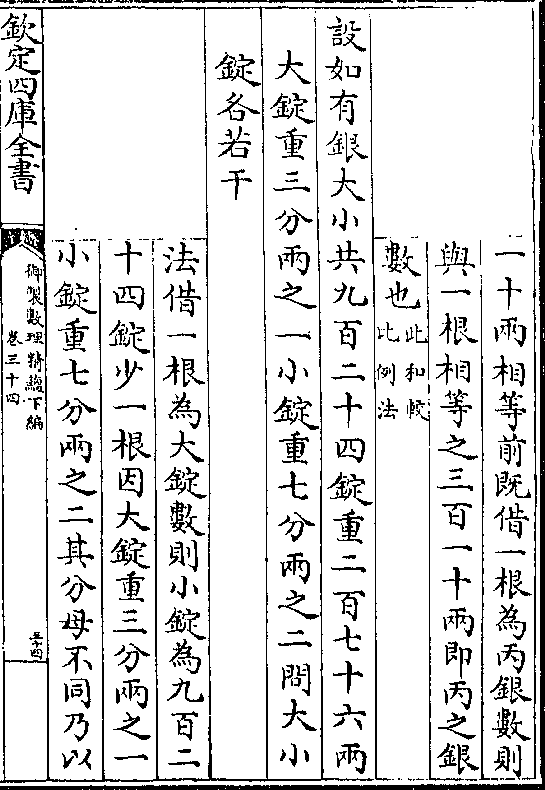 一十兩相等前既借一根為丙銀數則
與一根相等之三百一十兩即丙之銀
數也此和較
比例法
設如有銀大小共九百二十四錠重二百七十六兩
大錠重三分兩之一小錠重七分兩之二問大小
錠各若干
法借一根為大錠數則小錠為九百二
十四錠少一根因大錠重三分兩之一
小錠重七分兩之二其分母不同乃以
欽定四庫全書
御製數理精蘊下編
卷三十四
五十四